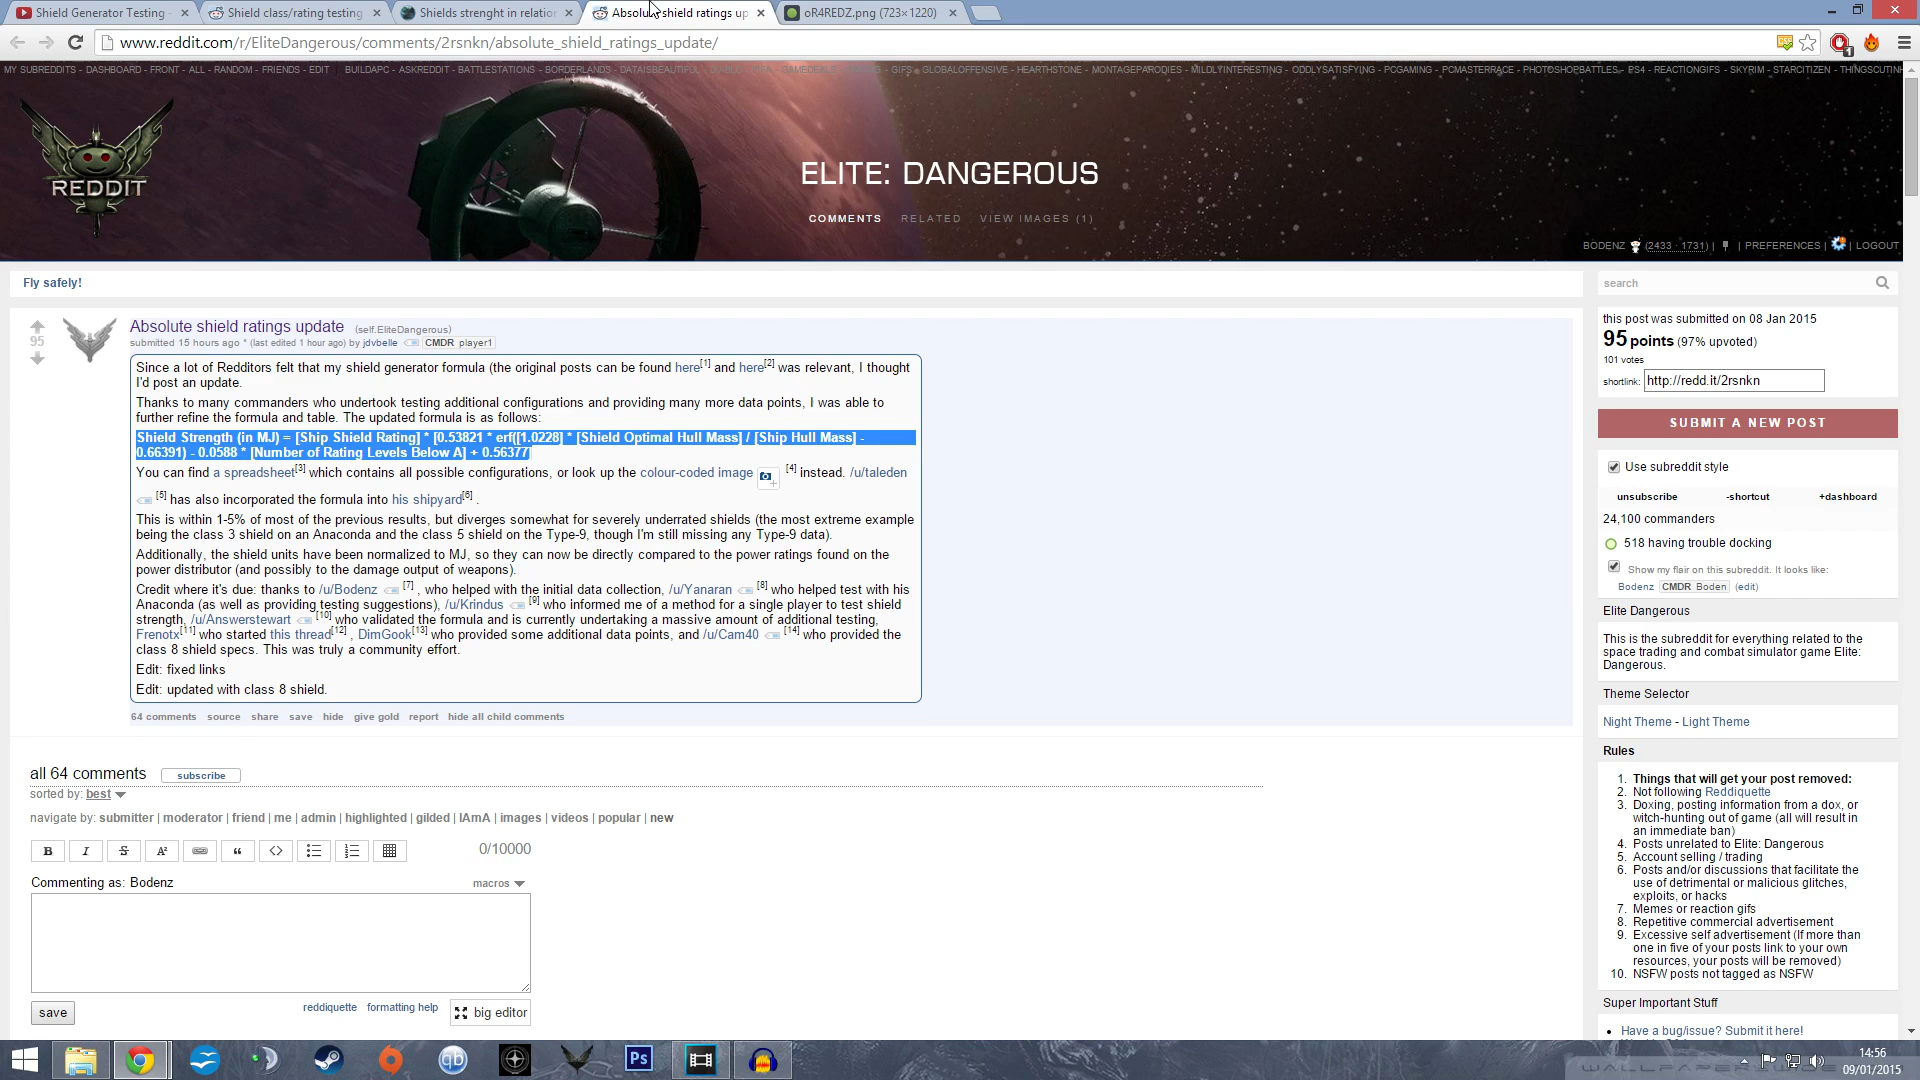 Shield Generator Testing -
Shield class/rating testing
Shields strenght in relation
Absolute shield ratings up
oR4REDZ.png (723×1220)
www.reddit.com/r/EliteDangerous/comments/2rsnkn/absolute_shield_ratings_update/
MY SUBREDDITS - DASHBOARD - FRONT - ALL - RANDOM - FRIENDS - EDIT BUILDAPC - ASKREDDIT - BATTLESTATIONS - BORDERLANDS - DATAISBEAUTIFUL - GIFS - GLOBALOFFENSIVE - HEARTHSTONE - MONTAGEPARODIES - MILDLYINTERESTING - ODDLYSATISFYING - PCGAMING - PCMASTERRACE - PHOTOSHOPBATTLES - PS4 - REACTIONGIFS - SKYRIM - STARCITIZEN - THINGSCUTINH
REDDIT
ELITE: DANGEROUS
COMMENTS RELATED VIEW IMAGES (1)
BODENZ (2433 · 1731) | | PREFERENCES | | LOGOUT
Fly safely!
95
Absolute shield ratings update (self.EliteDangerous)
submitted 15 hours ago * (last edited 1 hour ago) by jdvbelle CMDR player1
Since a lot of Redditors felt that my shield generator formula (the original posts can be found here[1] and here[2] was relevant, I thought
I'd post an update.
Thanks to many commanders who undertook testing additional configurations and providing many more data points, I was able to
further refine the formula and table. The updated formula is as follows:
Shield Strength (in MJ) = [Ship Shield Rating] * [0.53821 * erf([1.0228] * [Shield Optimal Hull Mass] / [Ship Hull Mass] -
0.66391) - 0.0588 * [Number of Rating Levels Below A] + 0.56377]
You can find a spreadsheet[3] which contains all possible configurations, or look up the colour-coded image [4] instead. /u/taleden
[5] has also incorporated the formula into his shipyard[6] .
This is within 1-5% of most of the previous results, but diverges somewhat for severely underrated shields (the most extreme example
being the class 3 shield on an Anaconda and the class 5 shield on the Type-9, though I'm still missing any Type-9 data).
Additionally, the shield units have been normalized to MJ, so they can now be directly compared to the power ratings found on the
power distributor (and possibly to the damage output of weapons).
Credit where it's due: thanks to /u/Bodenz [7] , who helped with the initial data collection, /u/Yanaran [8] who helped test with his
Anaconda (as well as providing testing suggestions), /u/Krindus [9] who informed me of a method for a single player to test shield
strength, /u/Answerstewart [10] who validated the formula and is currently undertaking a massive amount of additional testing,
Frenotx[11] who started this thread[12] , DimGook[13] who provided some additional data points, and /u/Cam40 [14] who provided the
class 8 shield specs. This was truly a community effort.
Edit: fixed links
Edit: updated with class 8 shield.
64 comments source share save hide give gold report hide all child comments
all 64 comments subscribe
sorted by: best
navigate by: submitter | moderator | friend | me | admin | highlighted | gilded | IAmA | images | videos | popular | new
B I S A² “ <> 0/10000
Commenting as: Bodenz macros
save reddiquette formatting help big editor
search
this post was submitted on 08 Jan 2015
95 points (97% upvoted)
101 votes
shortlink: http://redd.it/2rsnkn
SUBMIT A NEW POST
Use subreddit style
unsubscribe -shortcut +dashboard
24,100 commanders
518 having trouble docking
Show my flair on this subreddit. It looks like:
Bodenz CMDR Boden (edit)
Elite Dangerous
This is the subreddit for everything related to the
space trading and combat simulator game Elite:
Dangerous.
Theme Selector
Night Theme - Light Theme
Rules
1. Things that will get your post removed:
2. Not following Reddiquette
3. Doxing, posting information from a dox, or
witch-hunting out of game (all will result in
an immediate ban)
4. Posts unrelated to Elite: Dangerous
5. Account selling / trading
6. Posts and/or discussions that facilitate the
use of detrimental or malicious glitches,
exploits, or hacks
7. Memes or reaction gifs
8. Repetitive commercial advertisement
9. Excessive self advertisement (If more than
one in five of your posts link to your own
resources, your posts will be removed)
10. NSFW posts not tagged as NSFW
Super Important Stuff
Have a bug/issue? Submit it here!
qb
Ps
14:56
09/01/2015